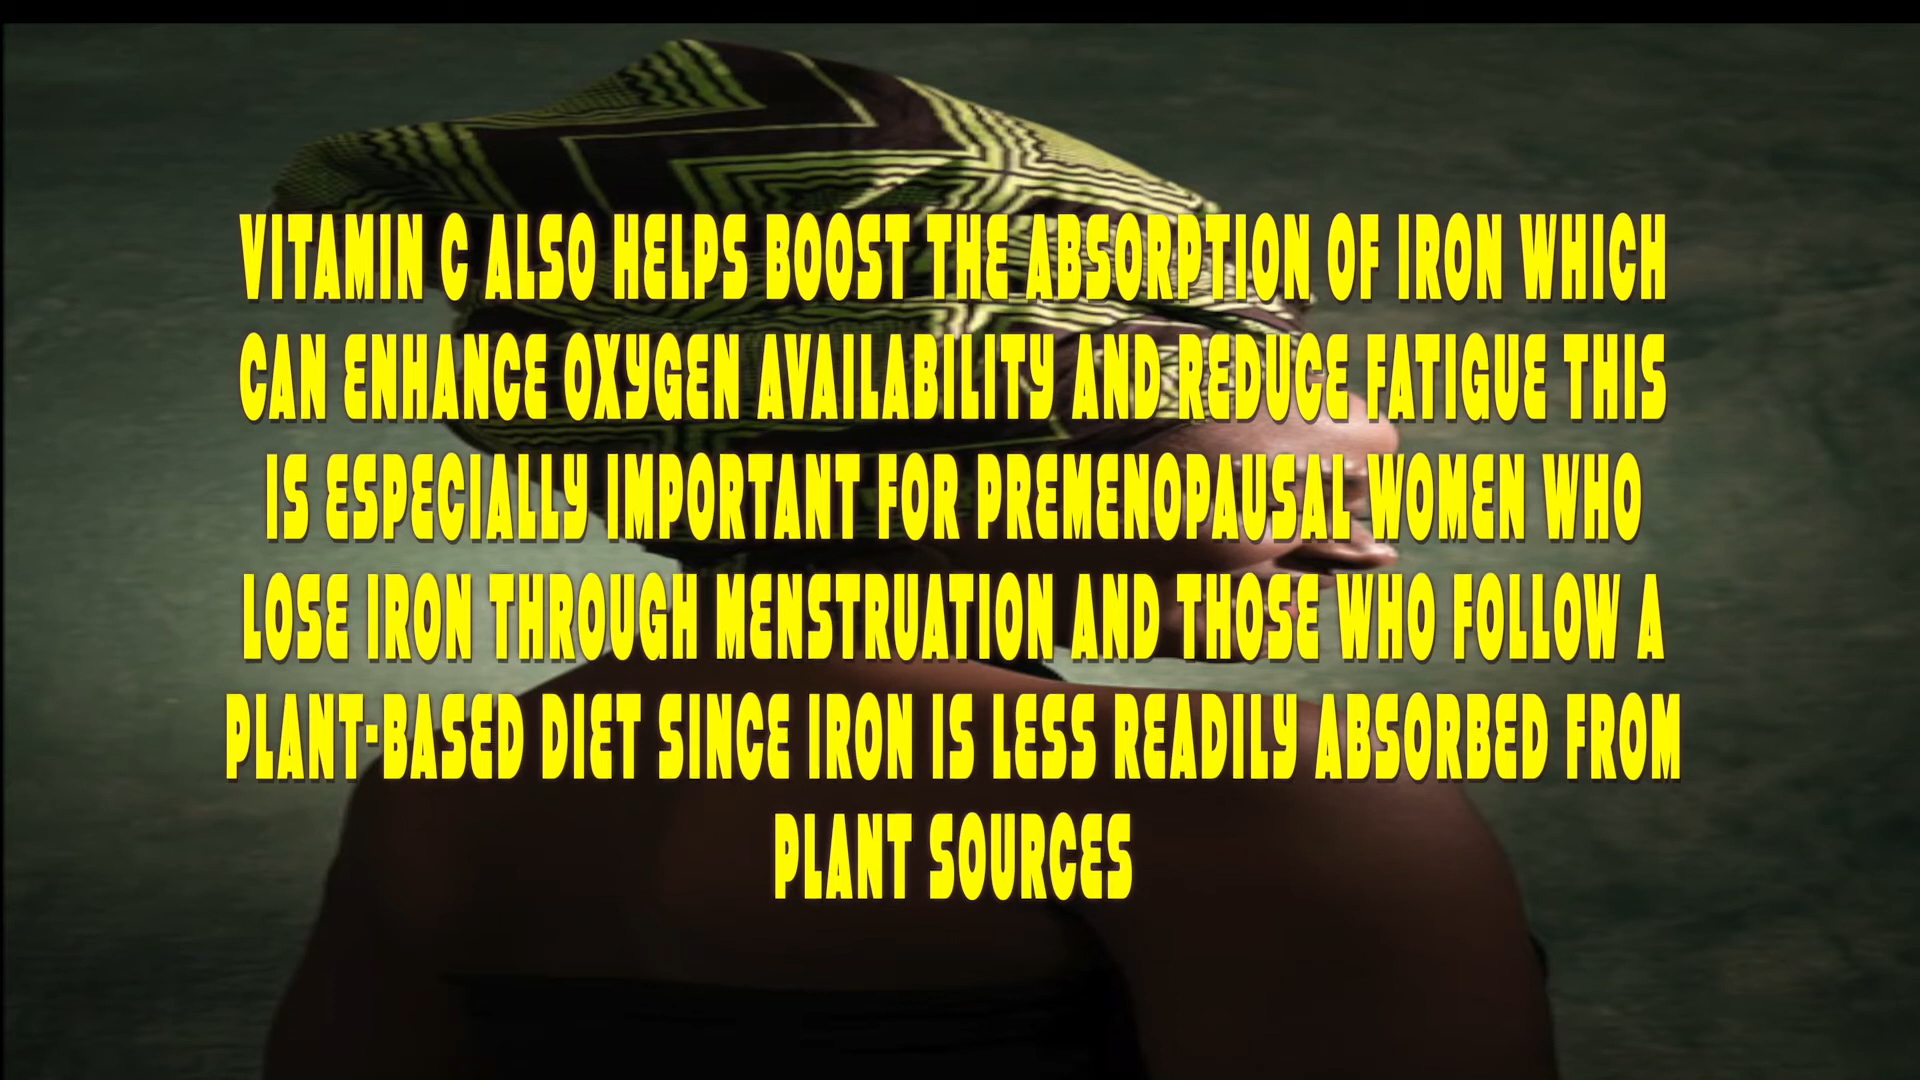 VITAMIN C ALSO HELPS BOOST THE ABSORPTION OF IRON WHICH
CAN ENHANCE OXYGEN AVAILABILITY AND REDUCE FATIGUE THIS
IS ESPECIALLY IMPORTANT FOR PREMENOPAUSAL WOMEN WHO
LOSE IRON THROUGH MENSTRUATION AND THOSE WHO FOLLOW A
PLANT-BASED DIET SINCE IRON IS LESS READILY ABSORBED FROM
PLANT SOURCES